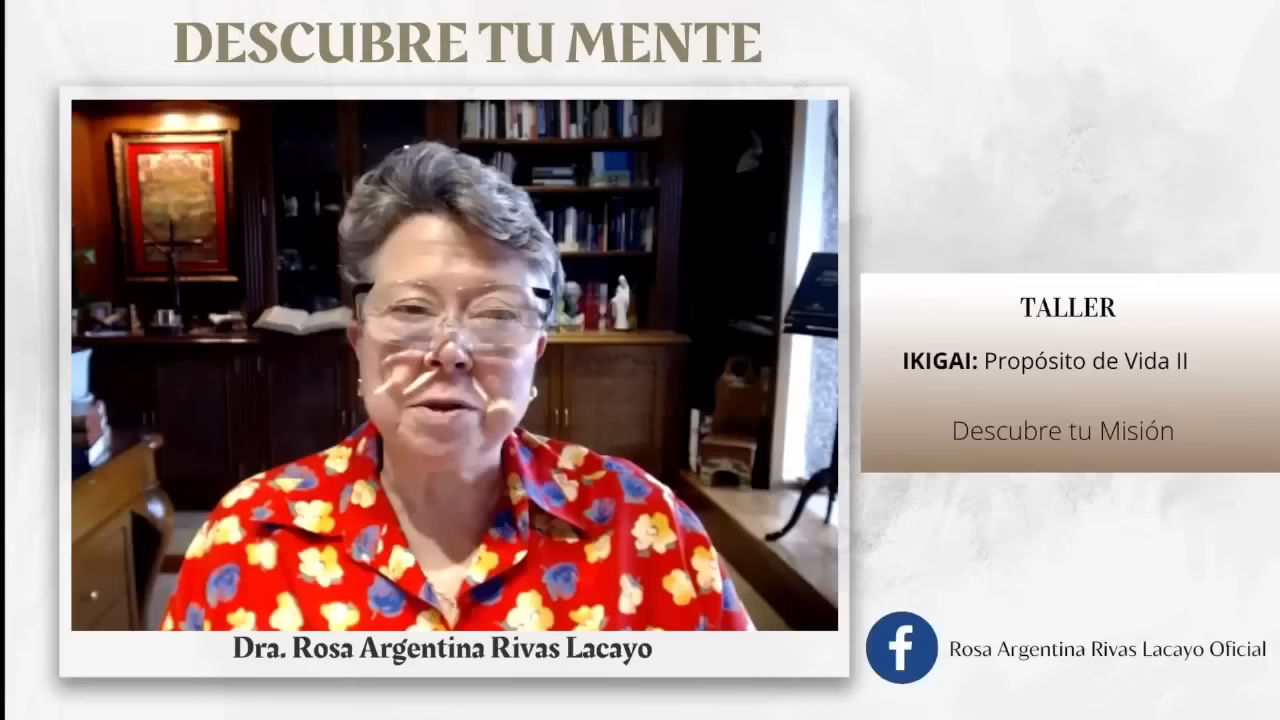 DESCUBRE TU MENTE
Dra. Rosa Argentina Rivas Lacayo
TALLER
IKIGAI: Propósito de Vida II
Descubre tu Misión
Rosa Argentina Rivas Lacayo Oficial